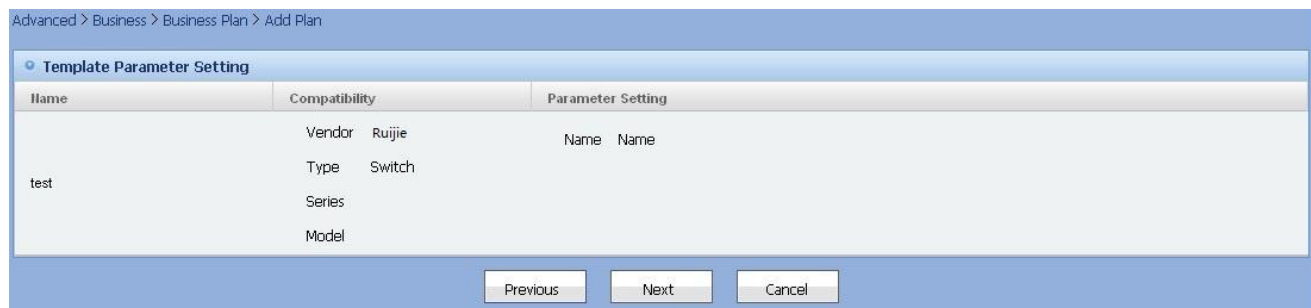 Advanced > Business > Business Plan > Add Plan
Template Parameter Setting
Name Compatibility Parameter Setting
test
Vendor Ruijie
Type Switch
Series
Model
Name Name
Previous Next Cancel